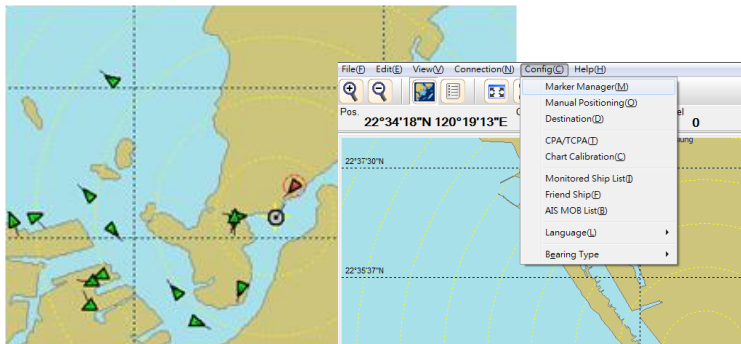 File(F) Edit(E) View(V) Connection(N) Config(C) Help(H)
Marker Manager(M)
Manual Positioning(O)
Destination(D)
CPA/TCPA(T)
Chart Calibration(C)
Monitored Ship List(I)
Friend Ship(F)
AIS MOB List(B)
Language(L)
Bearing Type
Pos.
22°34'18"N 120°19'13"E
0
22°37'30"N
22°35'37"N